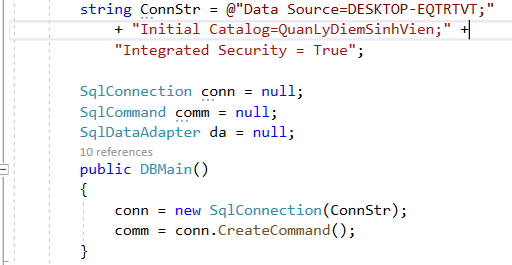 string ConnStr = @"Data Source=DESKTOP-EQTRTVT;"
+ "Initial Catalog=QuanLyDiemSinhVien;" +
"Integrated Security = True";
SqlConnection conn = null;
SqlCommand comm = null;
SqlDataAdapter da = null;
10 references
public DBMain()
{
conn = new SqlConnection(ConnStr);
comm = conn.CreateCommand();
}